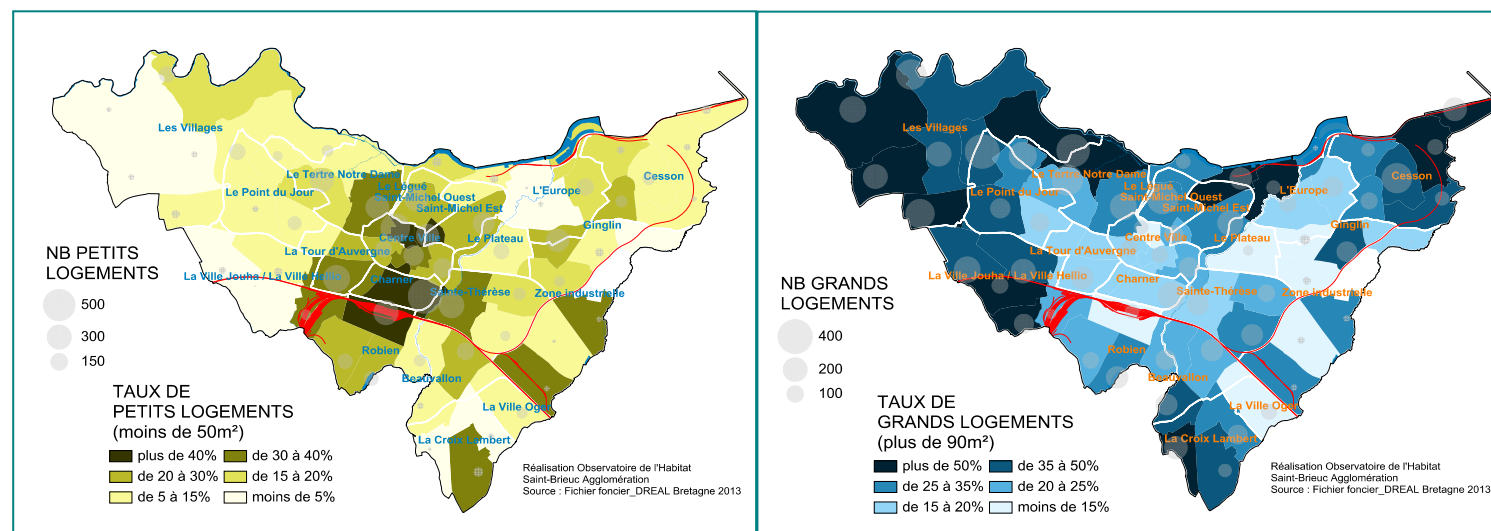 Les Villages
Le Tertre Notre Dame
Le Point du Jour
Le Légué
Saint-Michel Ouest
Saint-Michel Est
L'Europe
Cesson
Ginglin
Centre Ville
Le Plateau
La Tour d'Auvergne
La Ville Jouha / La Ville Hellio
Charner
Sainte-Thérèse
Zone industrielle
Robien
Beauvallon
La Ville Oger
La Croix Lambert
NB PETITS
LOGEMENTS
500
300
150
TAUX DE
PETITS LOGEMENTS
(moins de 50m²)
plus de 40% de 30 à 40%
de 20 à 30% de 15 à 20%
de 5 à 15% moins de 5%
Réalisation Observatoire de l'Habitat
Saint-Brieuc Agglomération
Source : Fichier foncier_DREAL Bretagne 2013
Les Villages
Le Tertre Notre Damé
Le Point du Jour
Le Légué
Saint-Michel Ouest
Saint-Michel Est
L'Europe
Cesson
Ginglin
Centre Ville
Le Plateau
La Tour d'Auvergne
La Ville Jouha / La Ville Hellio
Charner
Sainte-Thérèse
Zone industrielle
Robien
Beauvallon
La Ville Oger
La Croix Lambert
NB GRANDS
LOGEMENTS
400
200
100
TAUX DE
GRANDS LOGEMENTS
(plus de 90m²)
plus de 50% de 35 à 50%
de 25 à 35% de 20 à 25%
de 15 à 20% moins de 15%
Réalisation Observatoire de l'Habitat
Saint-Brieuc Agglomération
Source : Fichier foncier_DREAL Bretagne 2013